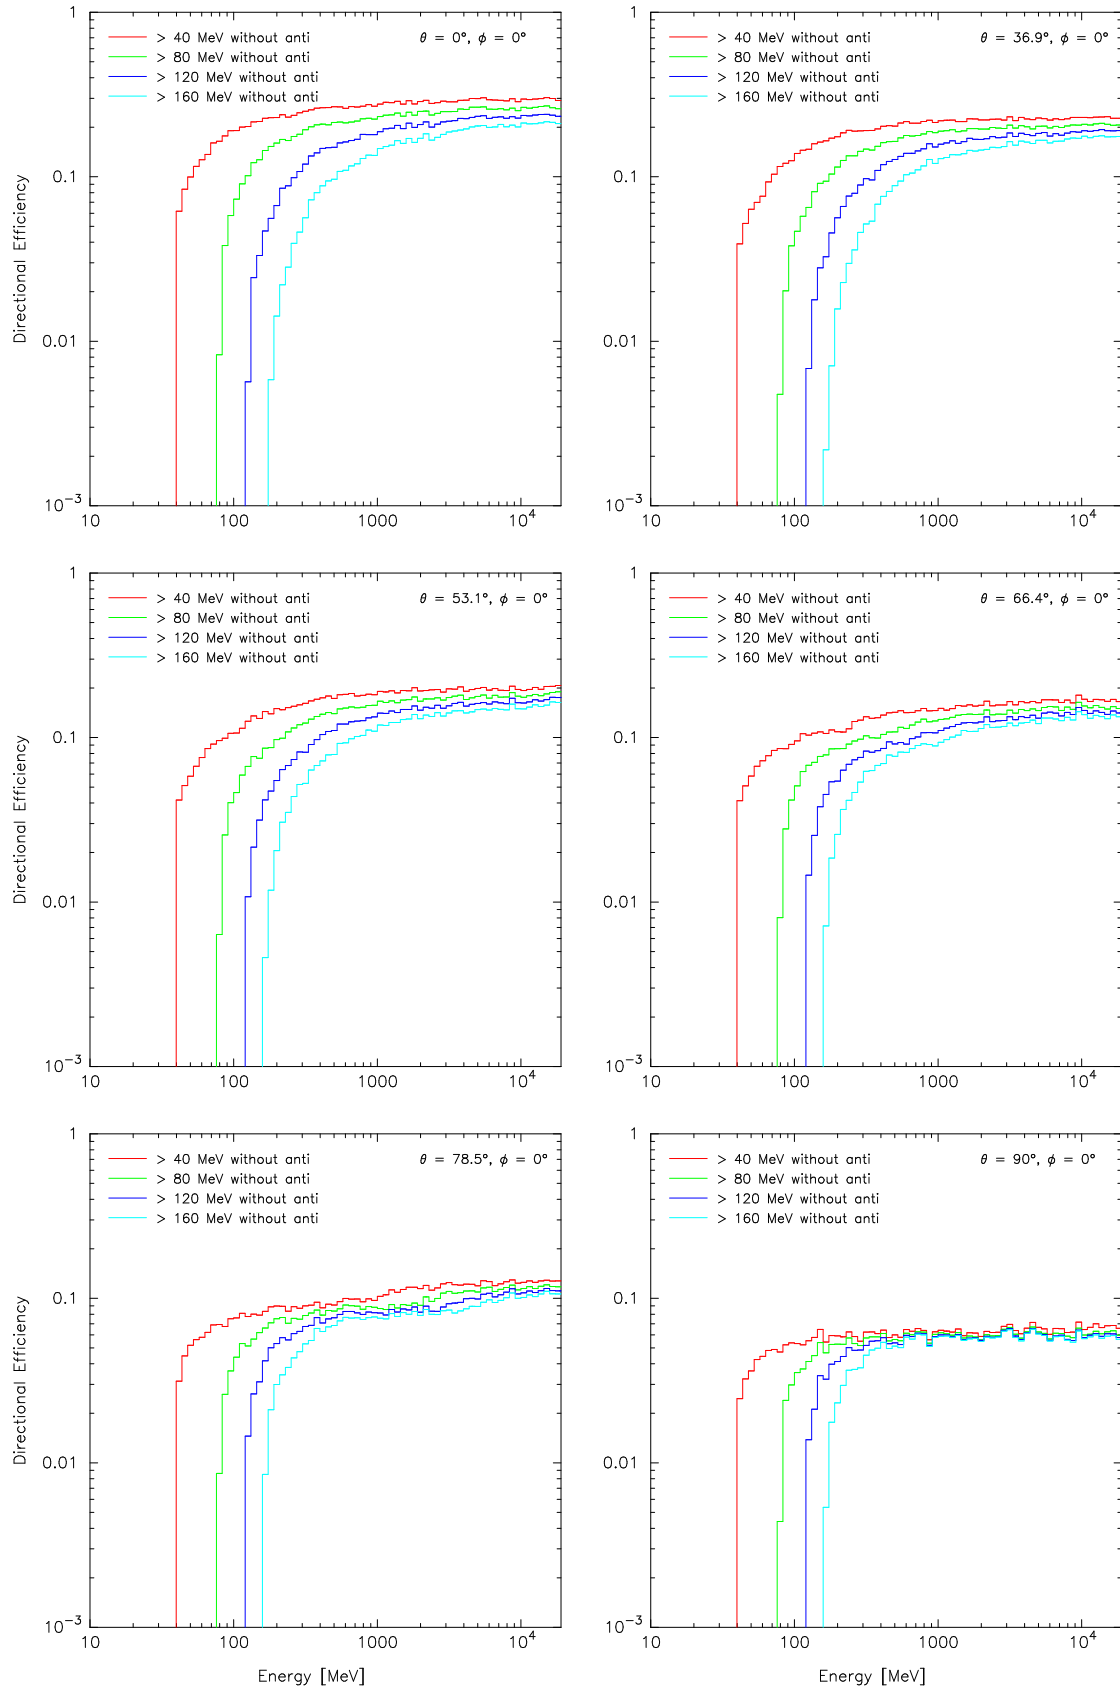 1
> 40 MeV without anti
θ = 0°, ϕ = 0°
> 80 MeV without anti
> 120 MeV without anti
> 160 MeV without anti
0.1
Directional Efficiency
0.01
10⁻³
10
100
1000
10⁴
1
> 40 MeV without anti
θ = 36.9°, ϕ = 0°
> 80 MeV without anti
> 120 MeV without anti
> 160 MeV without anti
0.1
0.01
10⁻³
10
100
1000
10⁴
1
> 40 MeV without anti
θ = 53.1°, ϕ = 0°
> 80 MeV without anti
> 120 MeV without anti
> 160 MeV without anti
0.1
Directional Efficiency
0.01
10⁻³
10
100
1000
10⁴
1
> 40 MeV without anti
θ = 66.4°, ϕ = 0°
> 80 MeV without anti
> 120 MeV without anti
> 160 MeV without anti
0.1
0.01
10⁻³
10
100
1000
10⁴
1
> 40 MeV without anti
θ = 78.5°, ϕ = 0°
> 80 MeV without anti
> 120 MeV without anti
> 160 MeV without anti
0.1
Directional Efficiency
0.01
10⁻³
10
100
1000
10⁴
Energy [MeV]
1
> 40 MeV without anti
θ = 90°, ϕ = 0°
> 80 MeV without anti
> 120 MeV without anti
> 160 MeV without anti
0.1
0.01
10⁻³
10
100
1000
10⁴
Energy [MeV]